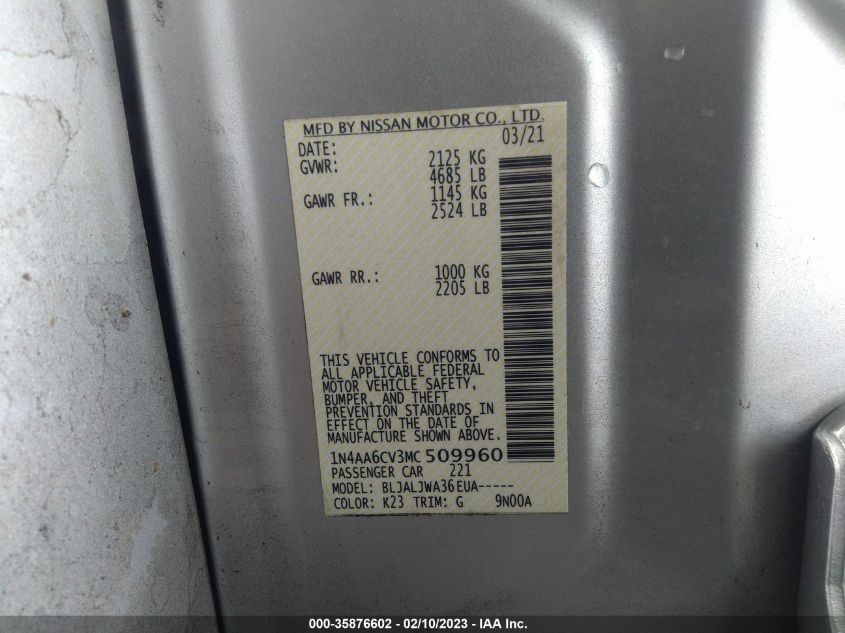 MFD BY NISSAN MOTOR CO., LTD.
DATE: 03/21
GVWR: 2125 KG
4685 LB
GAWR FR.: 1145 KG
2524 LB
GAWR RR.: 1000 KG
2205 LB
THIS VEHICLE CONFORMS TO
ALL APPLICABLE FEDERAL
MOTOR VEHICLE SAFETY,
BUMPER, AND THEFT
PREVENTION STANDARDS IN
EFFECT ON THE DATE OF
MANUFACTURE SHOWN ABOVE.
1N4AA6CV3MC509960
PASSENGER CAR 221
MODEL: BLJALJWA36EUA-----
COLOR: K23 TRIM: G 9N00A
000-35876602 - 02/10/2023 - IAA Inc.